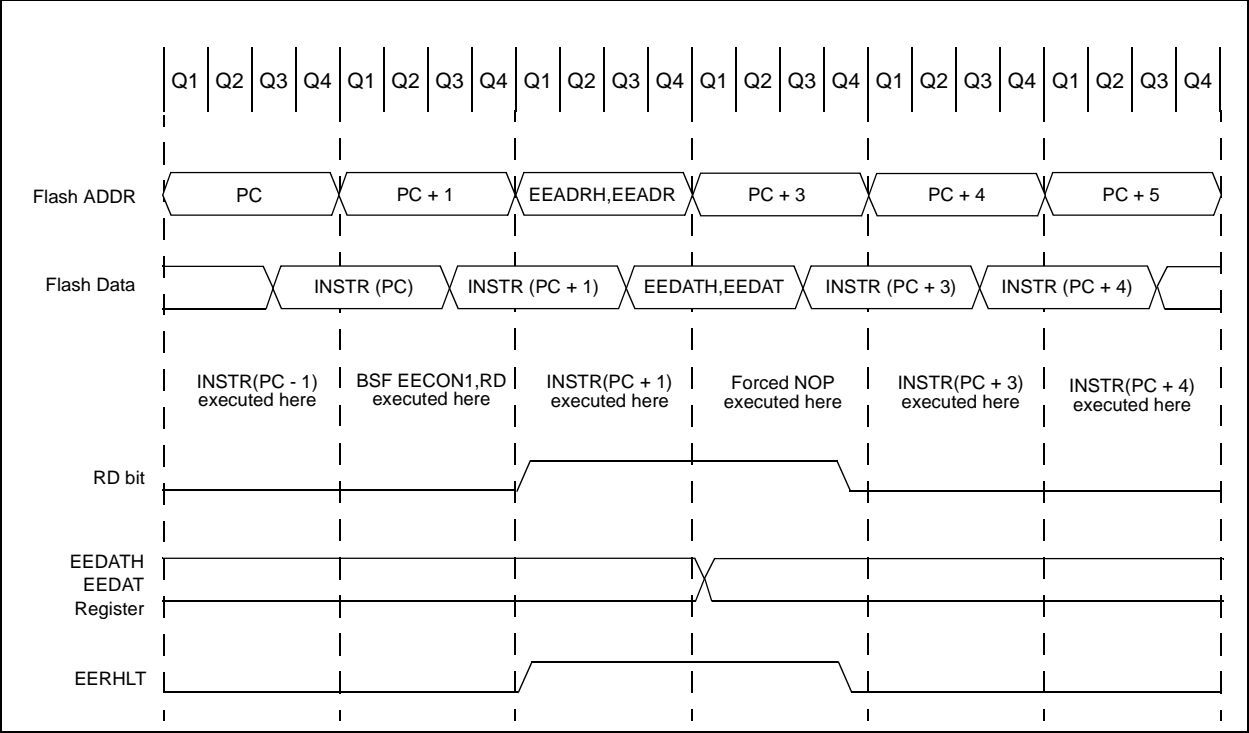 Q1 Q2 Q3 Q4 Q1 Q2 Q3 Q4 Q1 Q2 Q3 Q4 Q1 Q2 Q3 Q4 Q1 Q2 Q3 Q4 Q1 Q2 Q3 Q4
Flash ADDR PC PC + 1 EEADRH,EEADR PC + 3 PC + 4 PC + 5
Flash Data INSTR (PC) INSTR (PC + 1) EEDATH,EEDAT INSTR (PC + 3) INSTR (PC + 4)
INSTR(PC - 1) BSF EECON1,RD INSTR(PC + 1) Forced NOP INSTR(PC + 3) INSTR(PC + 4)
executed here executed here executed here executed here executed here executed here
RD bit
EEDATH
EEDAT
Register
EERHLT